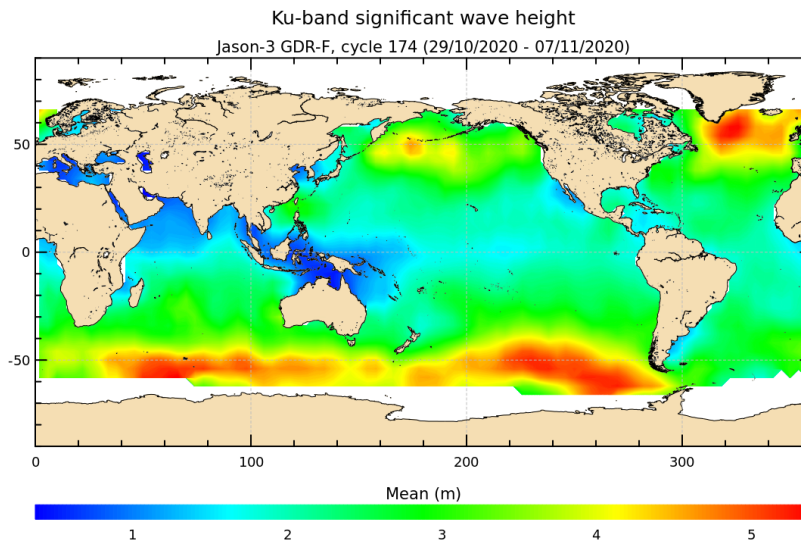 Ku-band significant wave height
Jason-3 GDR-F, cycle 174 (29/10/2020 - 07/11/2020)
50
0
-50
0 100 200 300
Mean (m)
1 2 3 4 5